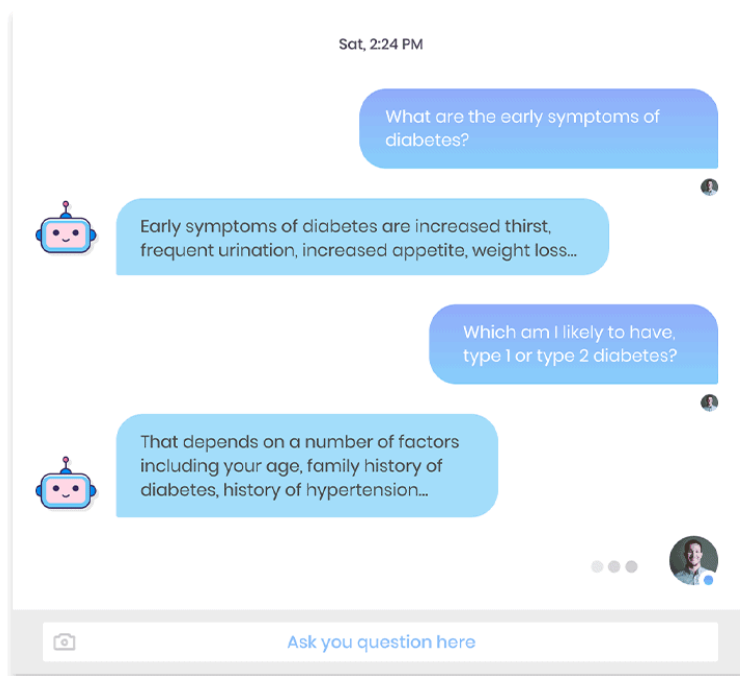 Sat, 2:24 PM
What are the early symptoms of
diabetes?
Early symptoms of diabetes are increased thirst,
frequent urination, increased appetite, weight loss...
Which am I likely to have,
type 1 or type 2 diabetes?
That depends on a number of factors
including your age, family history of
diabetes, history of hypertension...
Ask you question here